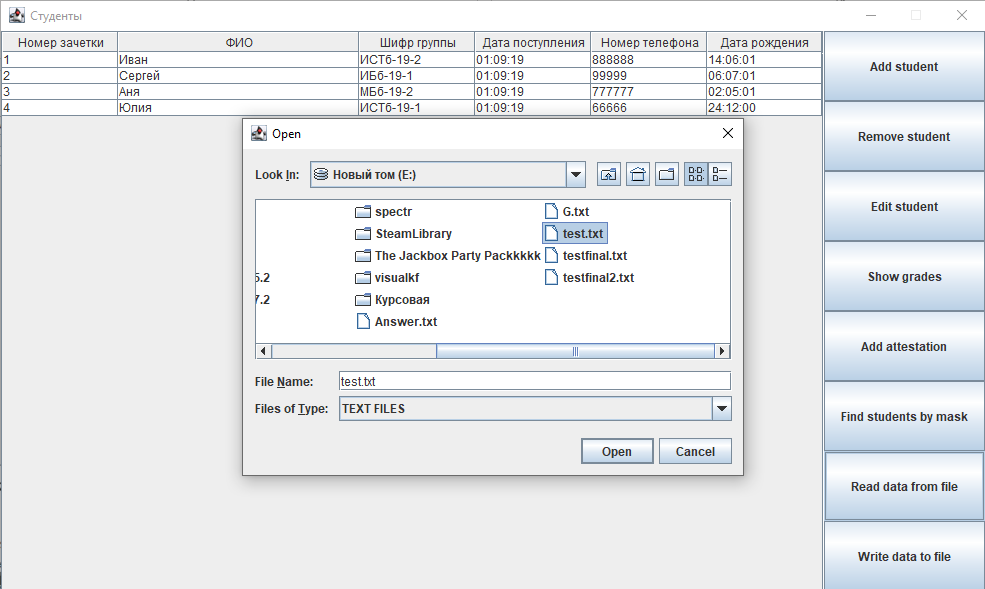 Студенты
Номер зачетки ФИО Шифр группы Дата поступления Номер телефона Дата рождения
1 Иван ИСТб-19-2 01:09:19 888888 14:06:01
2 Сергей ИБб-19-1 01:09:19 99999 06:07:01
3 Аня МБб-19-2 01:09:19 777777 02:05:01
4 Юлия ИСТб-19-1 01:09:19 66666 24:12:00
Add student
Remove student
Edit student
Show grades
Add attestation
Find students by mask
Read data from file
Write data to file
Open
Look In: Новый том (E:)
spectr G.txt
SteamLibrary test.txt
The Jackbox Party Packkkkk testfinal.txt
5.2 visualkf testfinal2.txt
7.2 Курсовая
Answer.txt
File Name: test.txt
Files of Type: TEXT FILES
Open Cancel